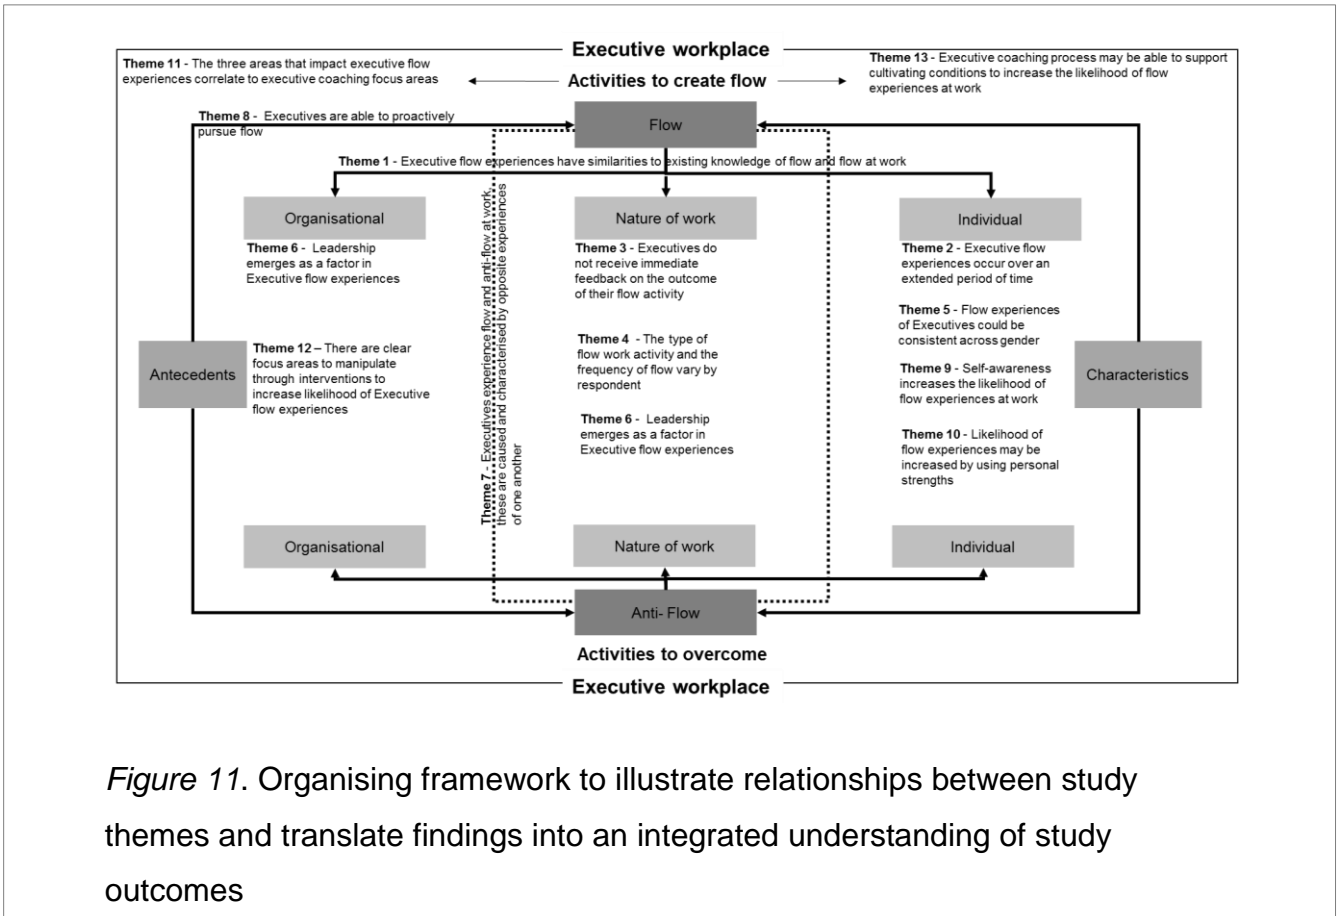 Executive workplace
Theme 11 - The three areas that impact executive flow
experiences correlate to executive coaching focus areas
Activities to create flow
Theme 13 - Executive coaching process may be able to support
cultivating conditions to increase the likelihood of flow
experiences at work
Theme 8 - Executives are able to proactively
pursue flow
Flow
Theme 1 - Executive flow experiences have similarities to existing knowledge of flow and flow at work
Organisational
Theme 6 - Leadership
emerges as a factor in
Executive flow experiences
Nature of work
Theme 3 - Executives do
not receive immediate
feedback on the outcome
of their flow activity
Individual
Theme 2 - Executive flow
experiences occur over an
extended period of time
Antecedents
Theme 12 – There are clear
focus areas to manipulate
through interventions to
increase likelihood of Executive
flow experiences
Theme 7 - Executives experience flow and anti-flow at work,
these are caused and characterised by opposite experiences
of one another
Theme 4 - The type of
flow work activity and the
frequency of flow vary by
respondent
Theme 6 - Leadership
emerges as a factor in
Executive flow experiences
Theme 5 - Flow experiences
of Executives could be
consistent across gender
Theme 9 - Self-awareness
increases the likelihood of
flow experiences at work
Theme 10 - Likelihood of
flow experiences may be
increased by using personal
strengths
Characteristics
Organisational
Nature of work
Individual
Anti- Flow
Activities to overcome
Executive workplace
Figure 11. Organising framework to illustrate relationships between study
themes and translate findings into an integrated understanding of study
outcomes